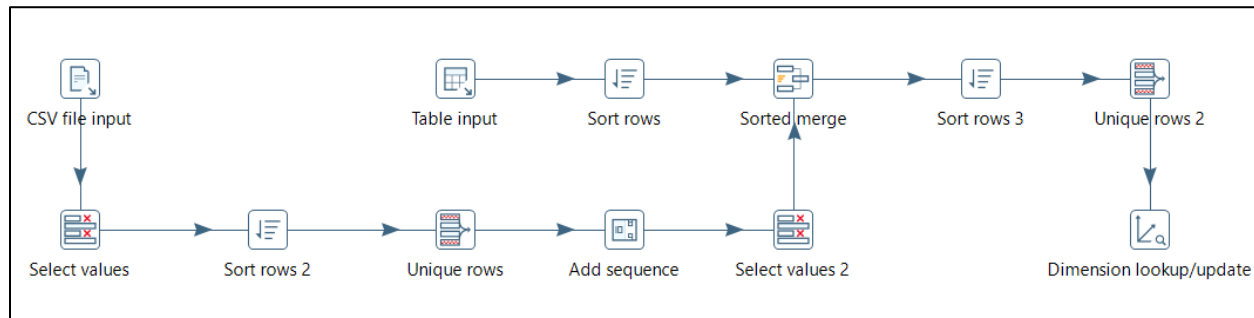 CSV file input
Table input
Sort rows
Sorted merge
Sort rows 3
Unique rows 2
Select values
Sort rows 2
Unique rows
Add sequence
Select values 2
Dimension lookup/update